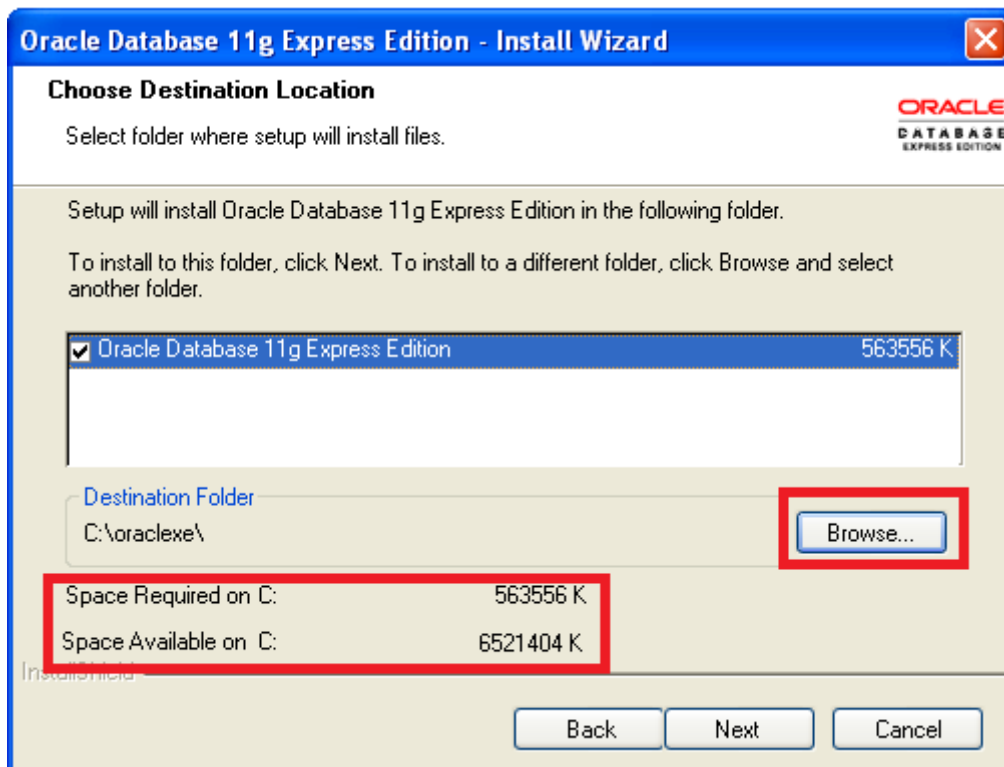 Oracle Database 11g Express Edition - Install Wizard
Choose Destination Location
Select folder where setup will install files.
ORACLE
DATABASE
EXPRESS EDITION
Setup will install Oracle Database 11g Express Edition in the following folder.
To install to this folder, click Next. To install to a different folder, click Browse and select
another folder.
Oracle Database 11g Express Edition 563556 K
Destination Folder
C:\oraclexe\ Browse...
Space Required on C: 563556 K
Space Available on C: 6521404 K
InstallShield
Back Next Cancel